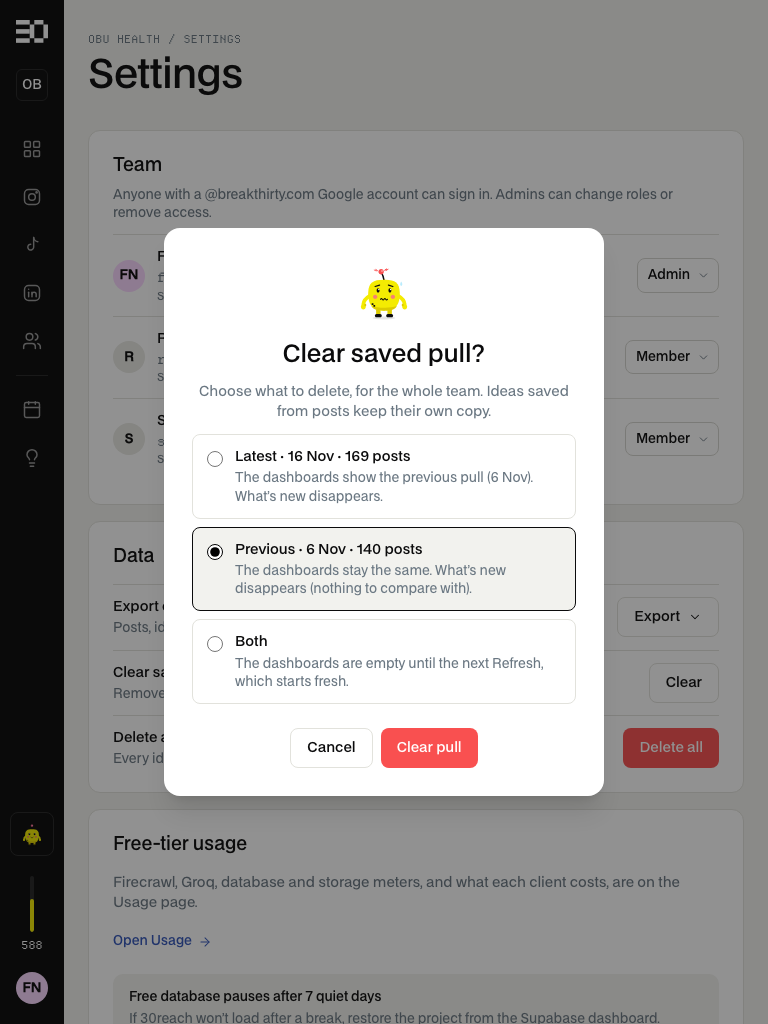 OBU HEALTH / SETTINGS
Settings
OB
Team
Anyone with a @breakthirty.com Google account can sign in. Admins can change roles or
remove access.
FN
Admin
R
Member
S
Member
Clear saved pull?
Choose what to delete, for the whole team. Ideas saved
from posts keep their own copy.
Latest · 16 Nov · 169 posts
The dashboards show the previous pull (6 Nov).
What's new disappears.
Previous · 6 Nov · 140 posts
The dashboards stay the same. What's new
disappears (nothing to compare with).
Both
The dashboards are empty until the next Refresh,
which starts fresh.
Cancel
Clear pull
Data
Export
Posts,
Export
Clear
Remove
Clear
Delete
Every
Delete all
Free-tier usage
Firecrawl, Groq, database and storage meters, and what each client costs, are on the
Usage page.
Open Usage →
Free database pauses after 7 quiet days
If 30reach won't load after a break, restore the project from the Supabase dashboard.
588
FN